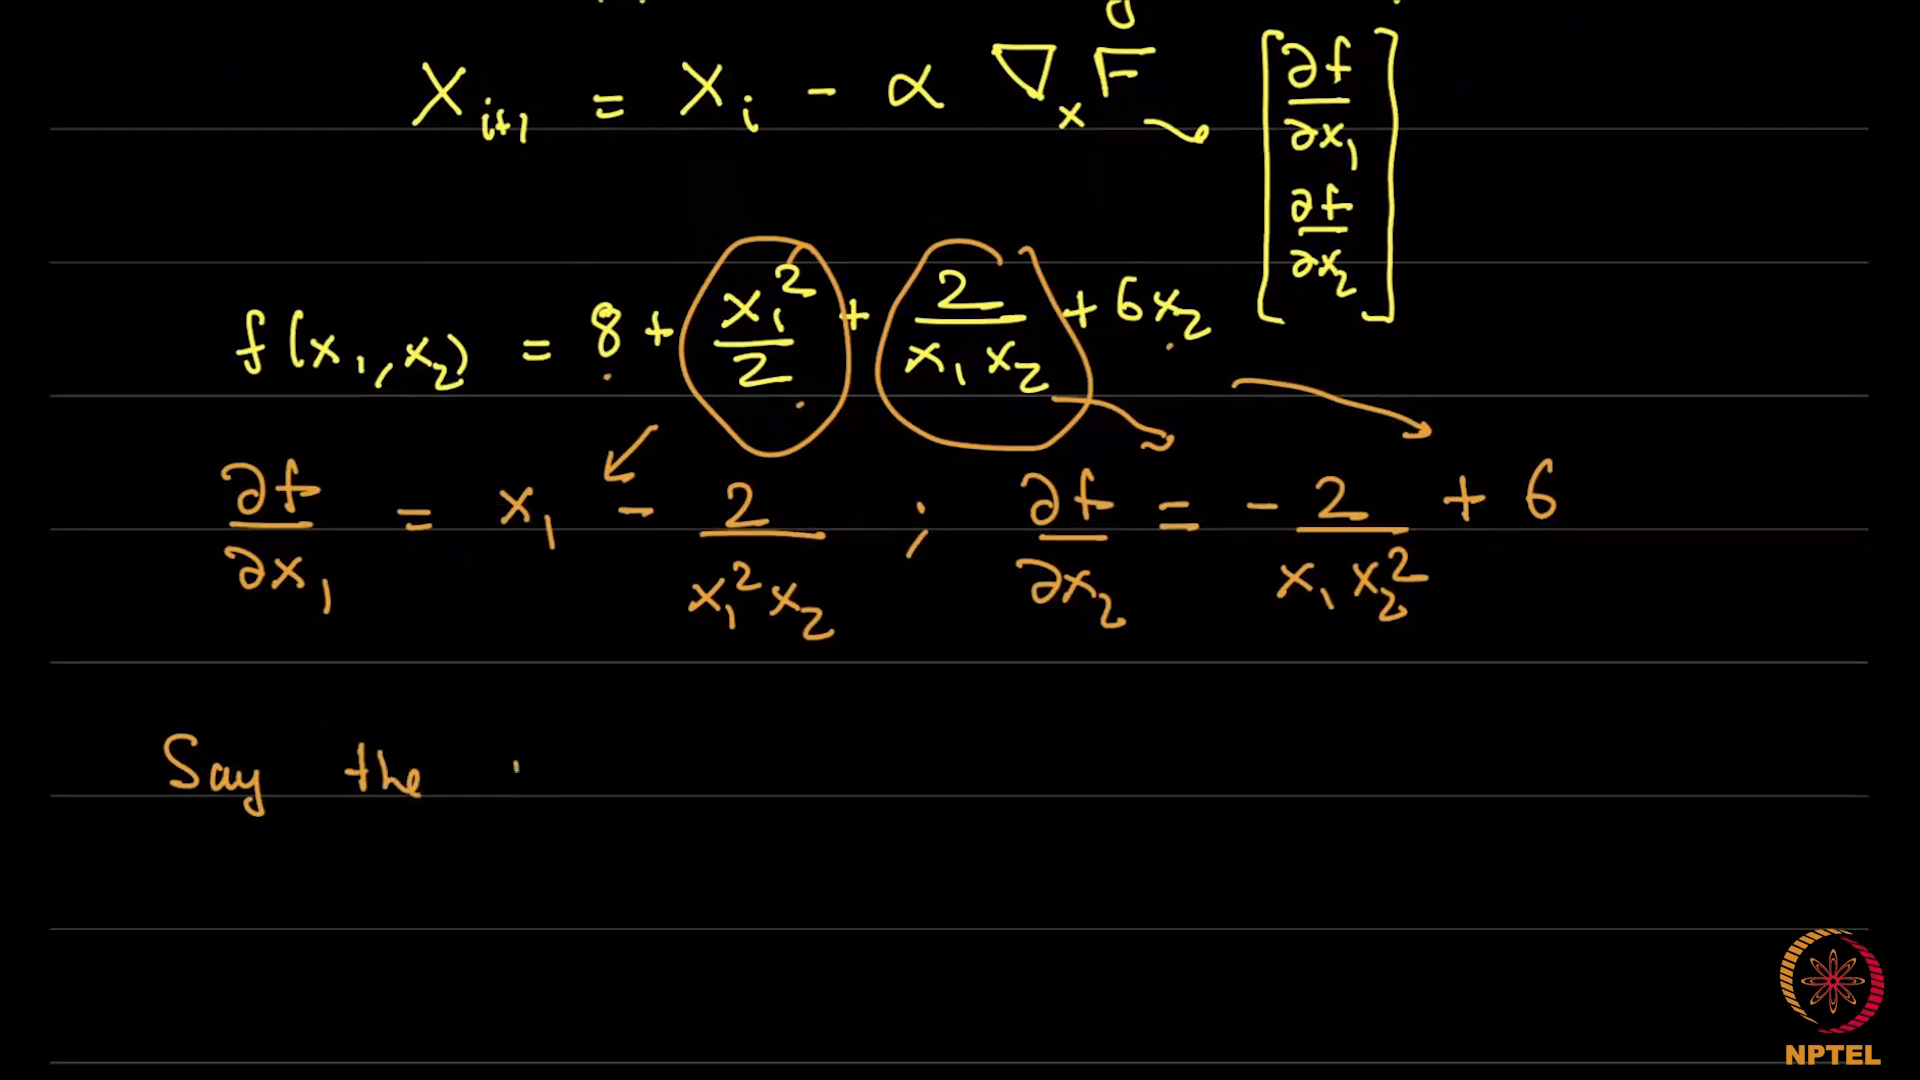 X_{i+1} = X_i - α ∇_x F [∂f/∂x_1 ∂f/∂x_2]
f(x_1, x_2) = 8 + x_1^2/2 + 2/(x_1 x_2) + 6x_2
∂f/∂x_1 = x_1 - 2/(x_1^2 x_2) ; ∂f/∂x_2 = -2/(x_1 x_2^2) + 6
Say the
NPTEL